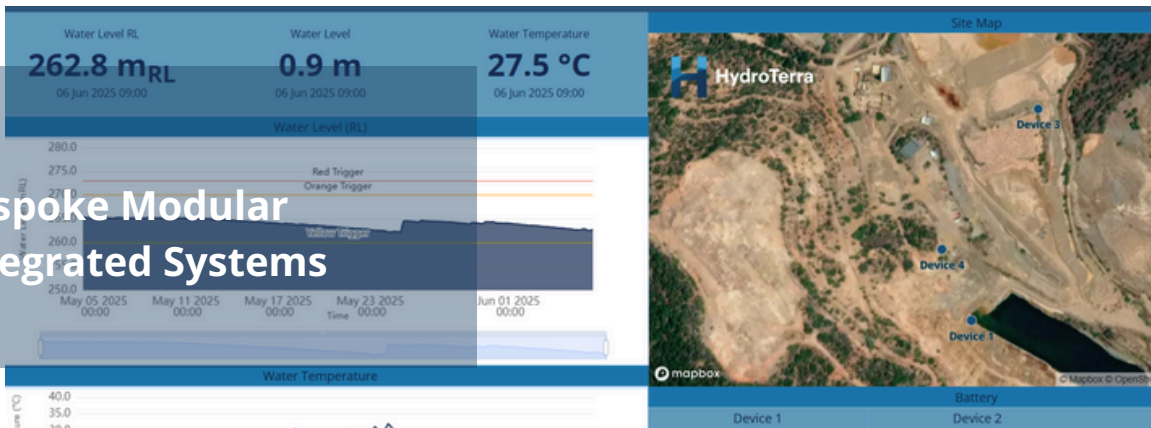 Water Level RL
Water Level
Water Temperature
262.8 mRL
0.9 m
27.5 °C
06 Jun 2025 09:00
06 Jun 2025 09:00
06 Jun 2025 09:00
Water Level (RL)
280.0
275.0
Red Trigger
Orange Trigger
spoke Modular
Yellow Trigger
260.0
egrated Systems
250.0
May 05 2025
00:00
May 11 2025
00:00
May 17 2025
00:00
May 23 2025
00:00
Jun 01 2025
00:00
Time
Water Temperature
40.0
35.0
Site Map
HydroTerra
Device 3
Device 4
Device 1
mapbox
© Mapbox © OpenStr
Battery
Device 1
Device 2